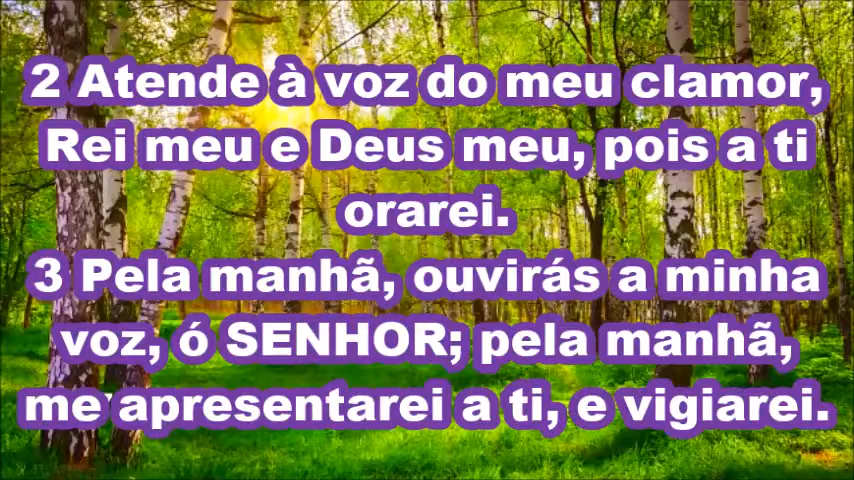 2 Atende à voz do meu clamor,
Rei meu e Deus meu, pois a ti
orarei.
3 Pela manhã, ouvirás a minha
voz, ó SENHOR; pela manhã,
me apresentarei a ti, e vigiarei.